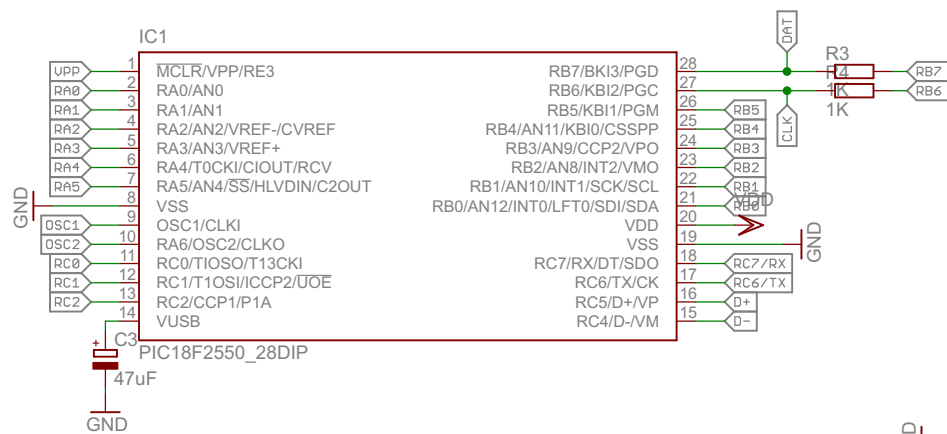 IC1
DAT
R3
VPP 1 MCLR/VPP/RE3 RB7/BKI3/PGD 28 RB7
R4
RA0 2 RA0/AN0 RB6/KBI2/PGC 27 1K RB6
RA1 3 RA1/AN1 RB5/KBI1/PGM 26 RB5 CLK 1K
RA2 4 RA2/AN2/VREF-/CVREF RB4/AN11/KBI0/CSSPP 25 RB4
RA3 5 RA3/AN3/VREF+ RB3/AN9/CCP2/VPO 24 RB3
RA4 6 RA4/T0CKI/CIOUT/RCV RB2/AN8/INT2/VMO 23 RB2
RA5 7 RA5/AN4/SS/HLVDIN/C2OUT RB1/AN10/INT1/SCK/SCL 22 RB1
GND 8 VSS RB0/AN12/INT0/LFT0/SDI/SDA 21 RB0 VDD
OSC1 9 OSC1/CLKI VDD 20
OSC2 10 RA6/OSC2/CLKO VSS 19 GND
RC0 11 RC0/TIOSO/T13CKI RC7/RX/DT/SDO 18 RC7/RX
RC1 12 RC1/T1OSI/ICCP2/UOE RC6/TX/CK 17 RC6/TX
RC2 13 RC2/CCP1/P1A RC5/D+/VP 16 D+
14 VUSB RC4/D-/VM 15 D-
+ C3
PIC18F2550_28DIP
47uF
GND